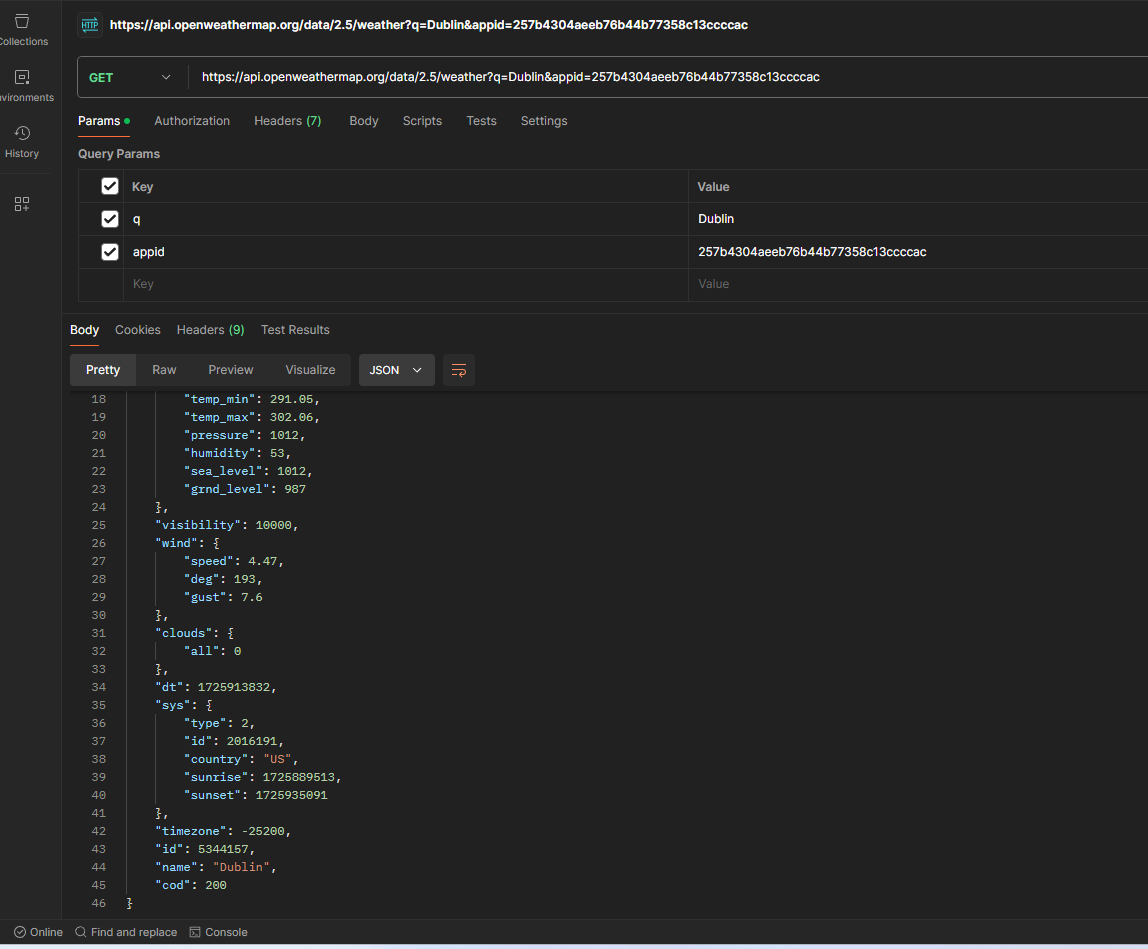 Collections
HTTP https://api.openweathermap.org/data/2.5/weather?q=Dublin&appid=257b4304aeeb76b44b77358c13ccccac
GET https://api.openweathermap.org/data/2.5/weather?q=Dublin&appid=257b4304aeeb76b44b77358c13ccccac
vironments
Params Authorization Headers (7) Body Scripts Tests Settings
History
Query Params
Key Value
q Dublin
appid 257b4304aeeb76b44b77358c13ccccac
Key Value
Body Cookies Headers (9) Test Results
Pretty Raw Preview Visualize JSON
18 "temp_min": 291.05,
19 "temp_max": 302.06,
20 "pressure": 1012,
21 "humidity": 53,
22 "sea_level": 1012,
23 "grnd_level": 987
24 },
25 "visibility": 10000,
26 "wind": {
27 "speed": 4.47,
28 "deg": 193,
29 "gust": 7.6
30 },
31 "clouds": {
32 "all": 0
33 },
34 "dt": 1725913832,
35 "sys": {
36 "type": 2,
37 "id": 2016191,
38 "country": "US",
39 "sunrise": 1725889513,
40 "sunset": 1725935091
41 },
42 "timezone": -25200,
43 "id": 5344157,
44 "name": "Dublin",
45 "cod": 200
46 }
Online Find and replace Console